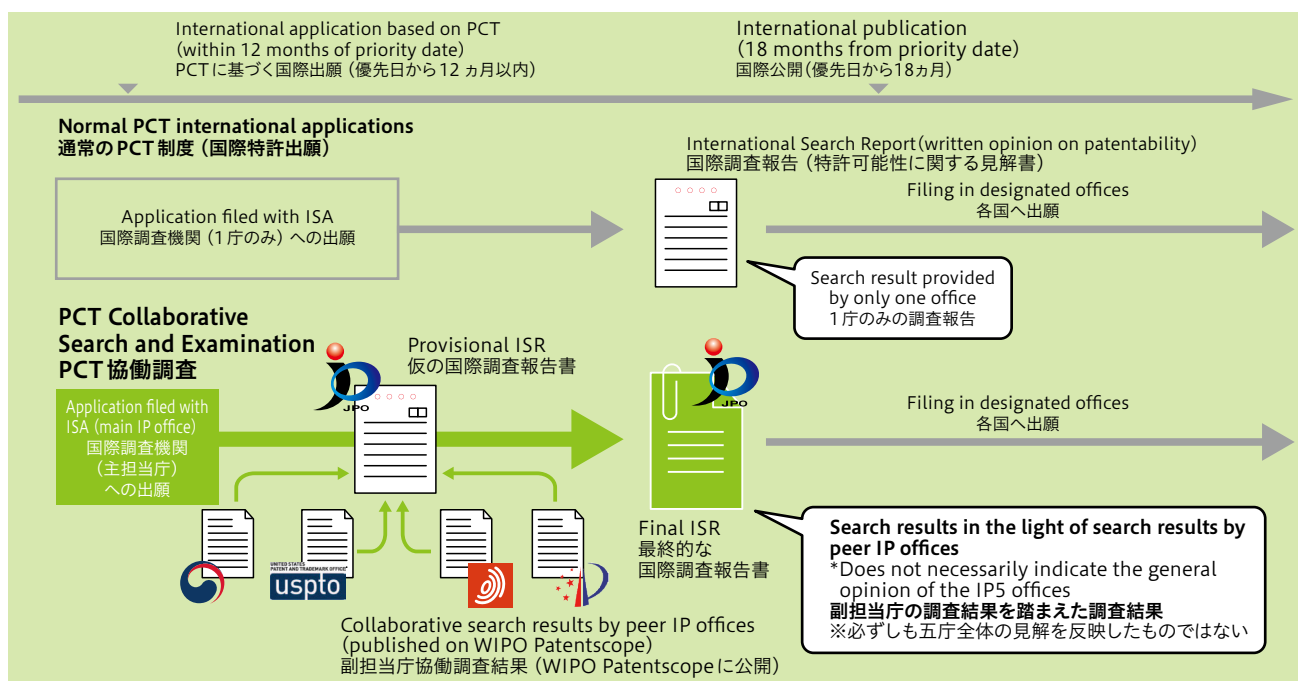 International application based on PCT
(within 12 months of priority date)
PCTに基づく国際出願（優先日から12ヵ月以内）
International publication
(18 months from priority date)
国際公開(優先日から18ヵ月)
Normal PCT international applications
通常のPCT制度（国際特許出願）
International Search Report(written opinion on patentability)
国際調査報告（特許可能性に関する見解書）
Application filed with ISA
国際調査機関（1庁のみ）への出願
Filing in designated offices
各国へ出願
Search result provided
by only one office
1庁のみの調査報告
PCT Collaborative
Search and Examination
PCT協働調査
Provisional ISR
仮の国際調査報告書
JPO
JPO
Application filed with
ISA (main IP office)
国際調査機関
（主担当庁）
への出願
Filing in designated offices
各国へ出願
UNITED STATES
PATENT AND TRADEMARK OFFICE
uspto
Final ISR
最終的な
国際調査報告書
Collaborative search results by peer IP offices
(published on WIPO Patentscope)
副担当庁協働調査結果（WIPO Patentscopeに公開）
Search results in the light of search results by
peer IP offices
*Does not necessarily indicate the general
opinion of the IP5 offices
副担当庁の調査結果を踏まえた調査結果
※必ずしも五庁全体の見解を反映したものではない